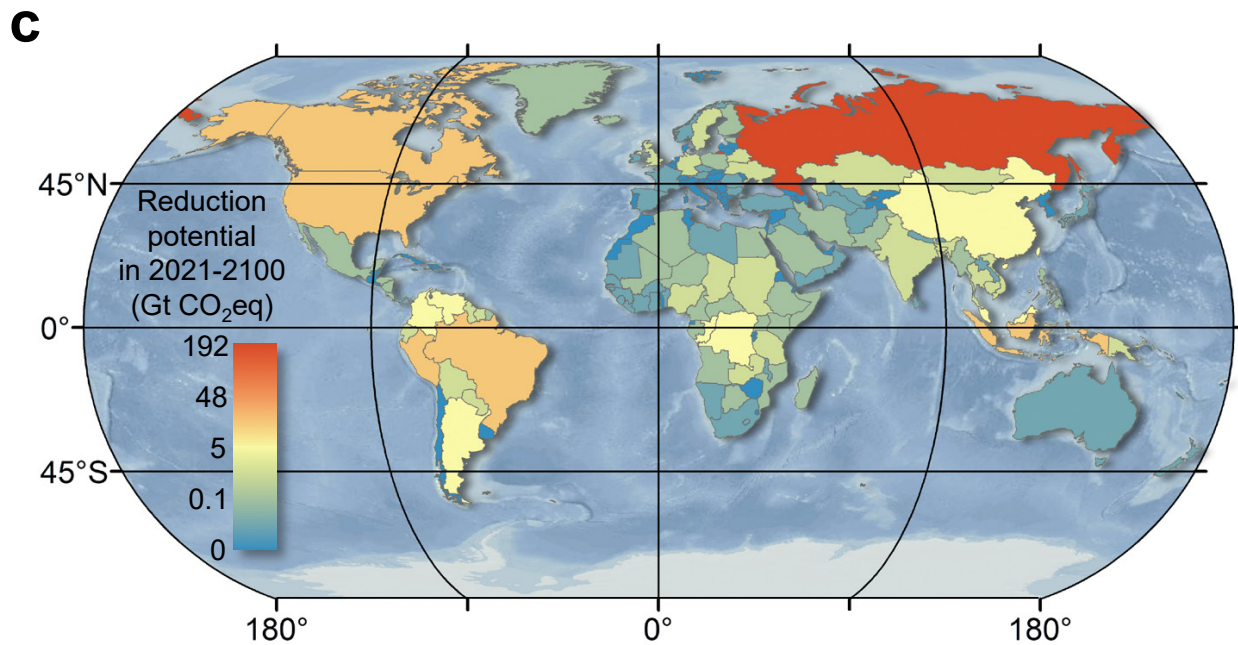 c
45°N
Reduction
potential
in 2021-2100
(Gt CO₂eq)
0°
192
48
5
45°S
0.1
0
180°
0°
180°